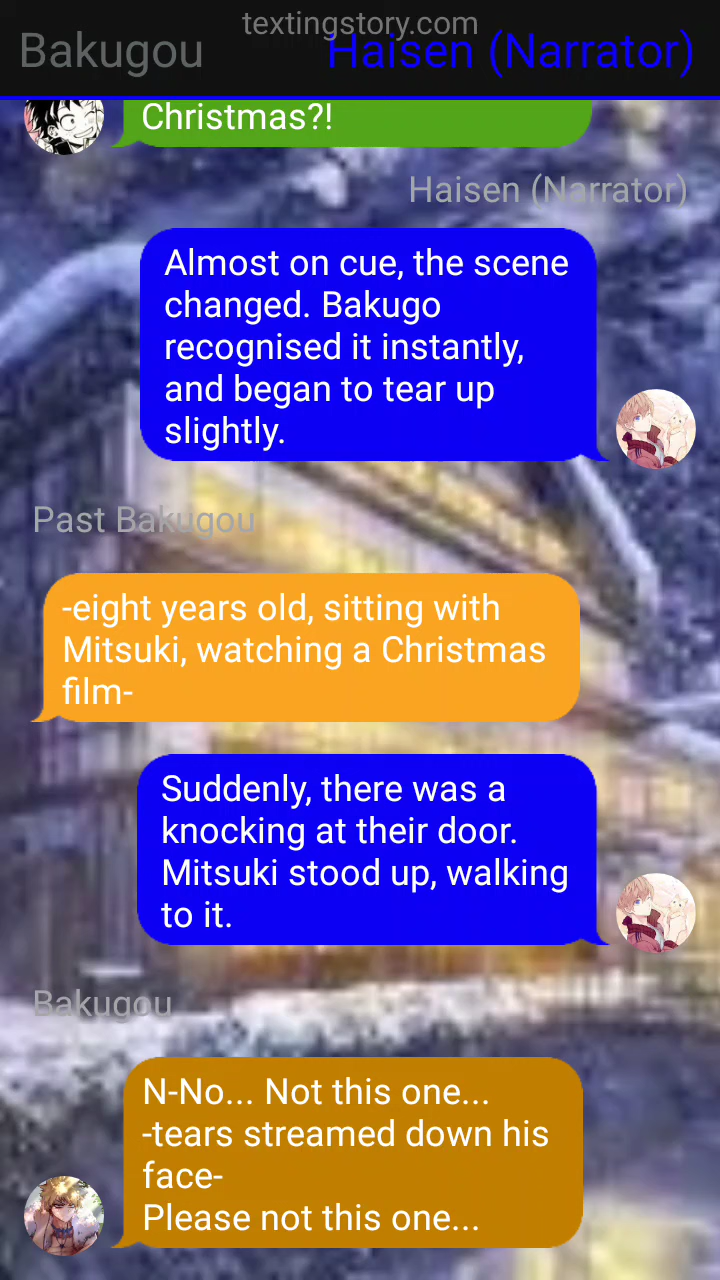 textingstory.com
Bakugou
Haisen (Narrator)
Christmas?!
Haisen (Narrator)
Almost on cue, the scene
changed. Bakugo
recognised it instantly,
and began to tear up
slightly.
Past Bakugou
-eight years old, sitting with
Mitsuki, watching a Christmas
film-
Suddenly, there was a
knocking at their door.
Mitsuki stood up, walking
to it.
Bakugou
N-No... Not this one...
-tears streamed down his
face-
Please not this one...